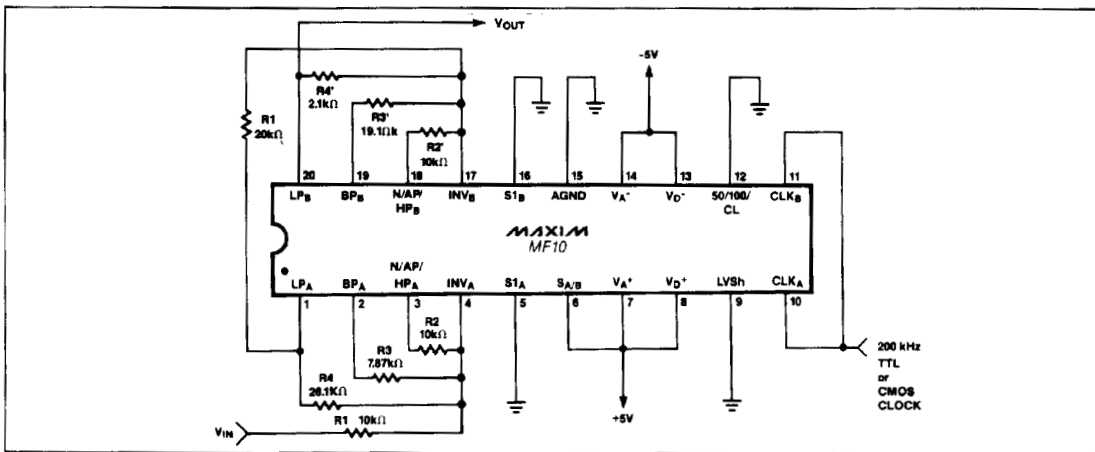 VOUT
-5V
R4'
2.1kΩ
R3'
19.1Ωk
R2'
10kΩ
R1
20kΩ
20 19 18 17 16 15 14 13 12 11
LPB BPB N/AP/ HPB INVB S1B AGND VA- VD- 50/100/ CL CLKB
MAXIM
MF10
LPA BPA N/AP/ HPA INVA S1A SA/B VA+ VD+ LVSh CLKA
1 2 3 4 5 6 7 8 9 10
R2
10kΩ
R3
7.87kΩ
R4
26.1KΩ
R1 10kΩ
VIN
+5V
200 kHz
TTL
or
CMOS
CLOCK